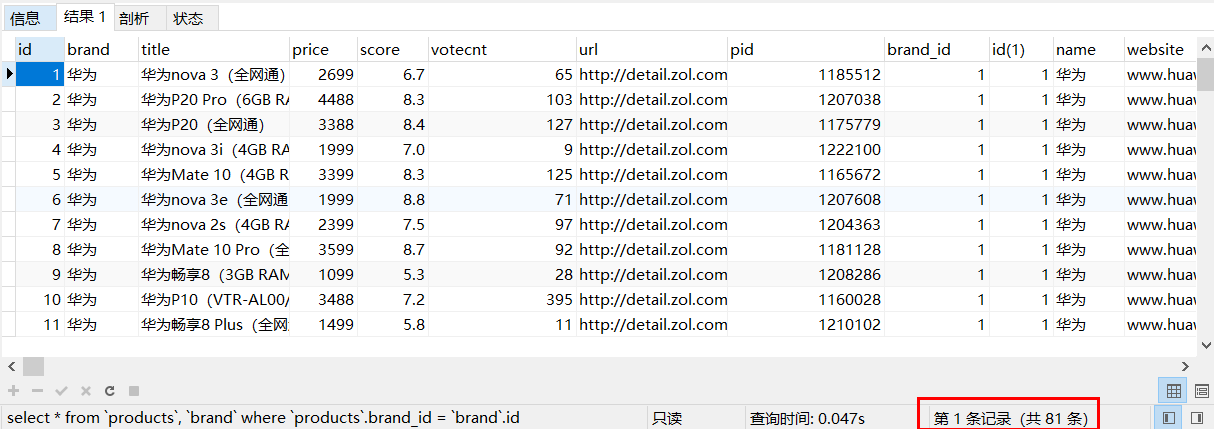 信息 结果 1 剖析 状态
id brand title price score votecnt url pid brand_id id(1) name website
1 华为 华为nova 3（全网通） 2699 6.7 65 http://detail.zol.com 1185512 1 1 华为 www.huaw
2 华为 华为P20 Pro（6GB RA 4488 8.3 103 http://detail.zol.com 1207038 1 1 华为 www.huaw
3 华为 华为P20（全网通） 3388 8.4 127 http://detail.zol.com 1175779 1 1 华为 www.huaw
4 华为 华为nova 3i（4GB RA 1999 7.0 9 http://detail.zol.com 1222100 1 1 华为 www.huaw
5 华为 华为Mate 10（4GB R 3399 8.3 125 http://detail.zol.com 1165672 1 1 华为 www.huaw
6 华为 华为nova 3e（全网通 1999 8.8 71 http://detail.zol.com 1207608 1 1 华为 www.huaw
7 华为 华为nova 2s（4GB RA 2399 7.5 97 http://detail.zol.com 1204363 1 1 华为 www.huaw
8 华为 华为Mate 10 Pro（全 3599 8.7 92 http://detail.zol.com 1181128 1 1 华为 www.huaw
9 华为 华为畅享8（3GB RAM 1099 5.3 28 http://detail.zol.com 1208286 1 1 华为 www.huaw
10 华为 华为P10（VTR-AL00/ 3488 7.2 395 http://detail.zol.com 1160028 1 1 华为 www.huaw
11 华为 华为畅享8 Plus（全网 1499 5.8 11 http://detail.zol.com 1210102 1 1 华为 www.huaw
select * from `products`, `brand` where `products`.brand_id = `brand`.id 只读 查询时间: 0.047s 第 1 条记录 (共 81 条)